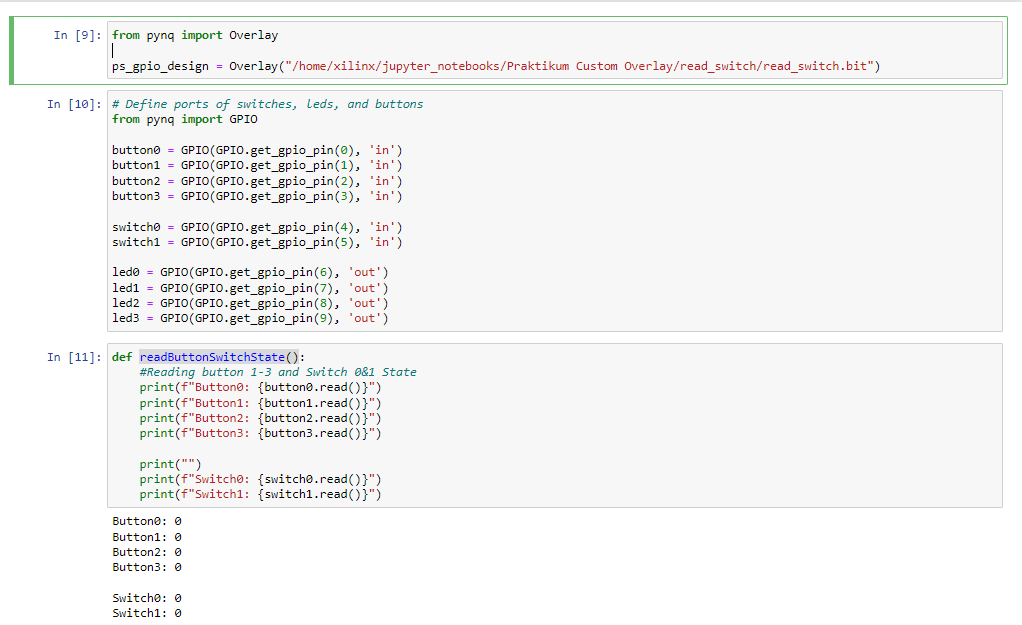 In [9]: from pynq import Overlay
ps_gpio_design = Overlay("/home/xilinx/jupyter_notebooks/Praktikum Custom Overlay/read_switch/read_switch.bit")
In [10]: # Define ports of switches, leds, and buttons
from pynq import GPIO
button0 = GPIO(GPIO.get_gpio_pin(0), 'in')
button1 = GPIO(GPIO.get_gpio_pin(1), 'in')
button2 = GPIO(GPIO.get_gpio_pin(2), 'in')
button3 = GPIO(GPIO.get_gpio_pin(3), 'in')
switch0 = GPIO(GPIO.get_gpio_pin(4), 'in')
switch1 = GPIO(GPIO.get_gpio_pin(5), 'in')
led0 = GPIO(GPIO.get_gpio_pin(6), 'out')
led1 = GPIO(GPIO.get_gpio_pin(7), 'out')
led2 = GPIO(GPIO.get_gpio_pin(8), 'out')
led3 = GPIO(GPIO.get_gpio_pin(9), 'out')
In [11]: def readButtonSwitchState():
#Reading button 1-3 and Switch 0&1 State
print(f"Button0: {button0.read()}")
print(f"Button1: {button1.read()}")
print(f"Button2: {button2.read()}")
print(f"Button3: {button3.read()}")
print("")
print(f"Switch0: {switch0.read()}")
print(f"Switch1: {switch1.read()}")
Button0: 0
Button1: 0
Button2: 0
Button3: 0
Switch0: 0
Switch1: 0